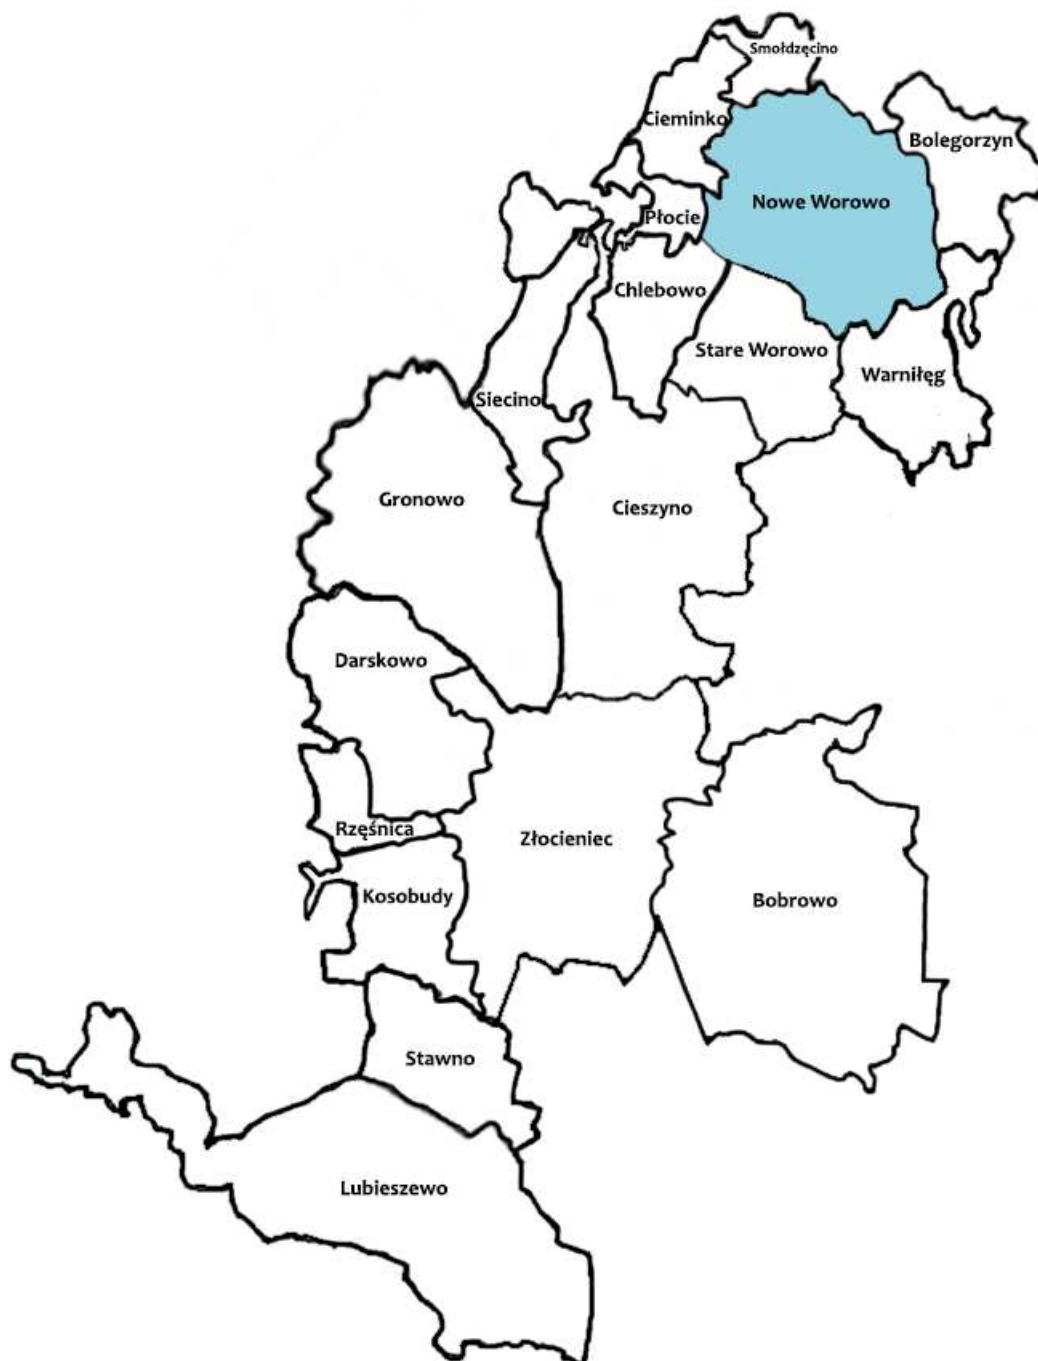 Smołdzęcino
Cieminko
Bolegorzyn
Nowe Worowo
Płocie
Chlebowo
Stare Worowo
Warniłęg
Siecino
Gronowo
Cieszyno
Darskowo
Rzęśnica
Złocieniec
Kosobudy
Bobrowo
Stawno
Lubieszewo